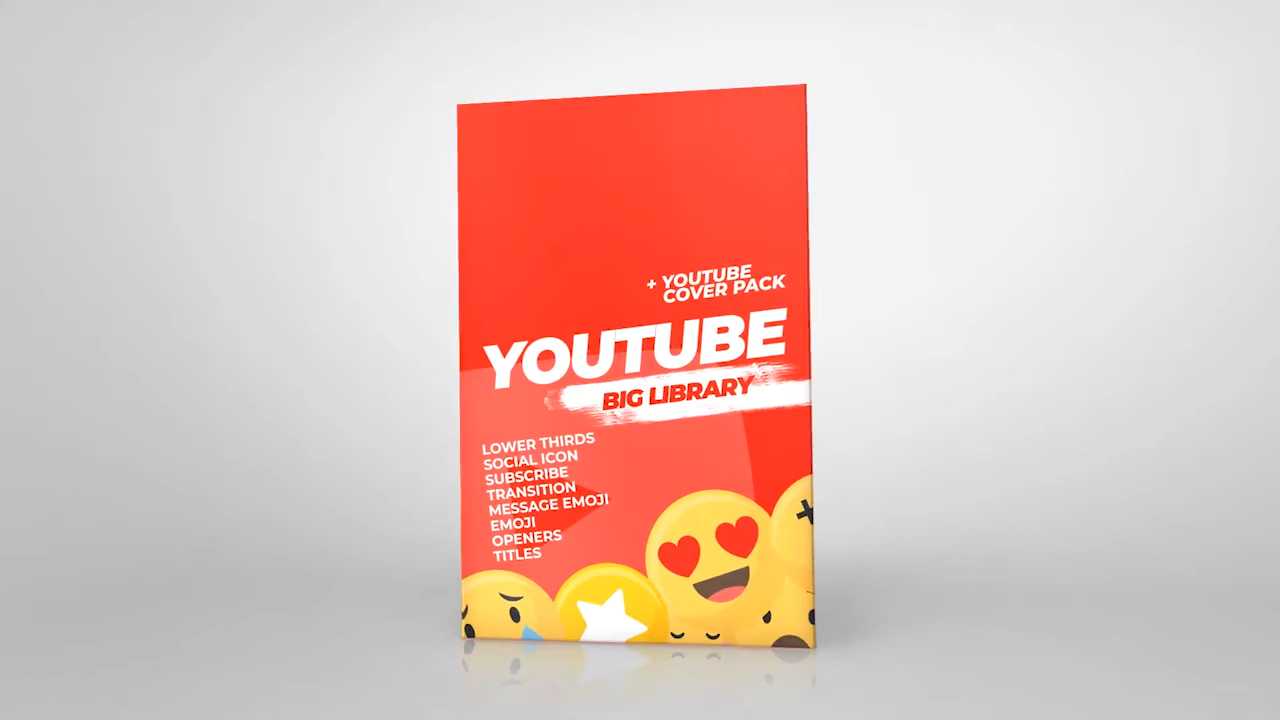 + YOUTUBE
COVER PACK
YOUTUBE
BIG LIBRARY
LOWER THIRDS
SOCIAL ICON
SUBSCRIBE
TRANSITION
MESSAGE EMOJI
EMOJI
OPENERS
TITLES